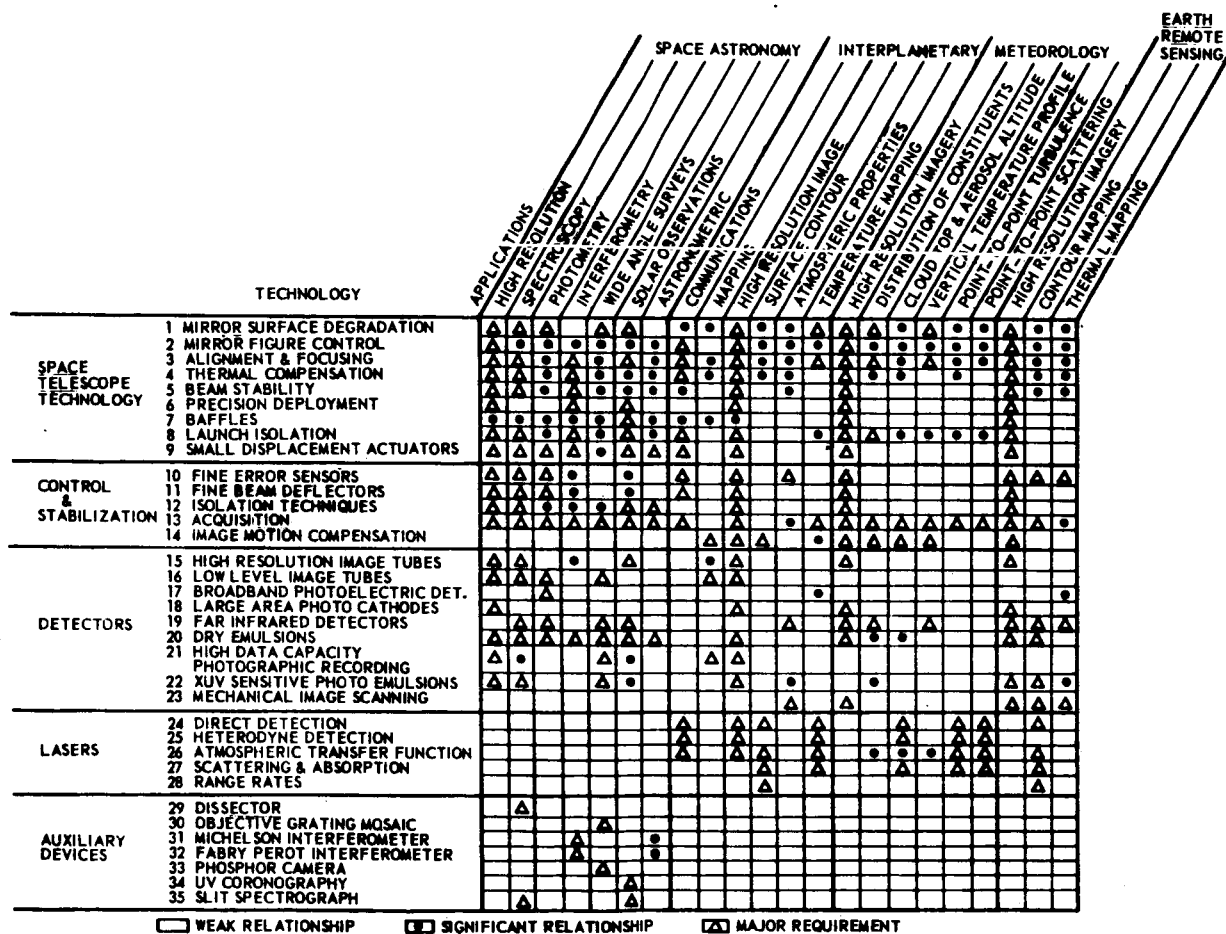 EARTH
REMOTE
SENSING
SPACE ASTRONOMY
INTERPLANETARY
METEOROLOGY
APPLICATIONS
HIGH RESOLUTION
SPECTROSCOPY
PHOTOMETRY
INTERFEROMETRY
WIDE ANGLE SURVEYS
SOLAR OBSERVATIONS
ASTRONOMETRIC
COMMUNICATIONS
MAPPING
HIGH RESOLUTION IMAGE
SURFACE CONTOUR
ATMOSPHERIC PROPERTIES
TEMPERATURE MAPPING
HIGH RESOLUTION IMAGERY
DISTRIBUTION OF CONSTITUENTS
CLOUD TOP & AEROSOL ALTITUDE
VERTICAL TEMPERATURE PROFILE
POINT-TO-POINT TURBULENCE
POINT-TO-POINT SCATTERING
HIGH RESOLUTION IMAGERY
CONTOUR MAPPING
THERMAL MAPPING
TECHNOLOGY
SPACE
TELESCOPE
TECHNOLOGY
1 MIRROR SURFACE DEGRADATION
2 MIRROR FIGURE CONTROL
3 ALIGNMENT & FOCUSING
4 THERMAL COMPENSATION
5 BEAM STABILITY
6 PRECISION DEPLOYMENT
7 BAFFLES
8 LAUNCH ISOLATION
9 SMALL DISPLACEMENT ACTUATORS
CONTROL
&
STABILIZATION
10 FINE ERROR SENSORS
11 FINE BEAM DEFLECTORS
12 ISOLATION TECHNIQUES
13 ACQUISITION
14 IMAGE MOTION COMPENSATION
DETECTORS
15 HIGH RESOLUTION IMAGE TUBES
16 LOW LEVEL IMAGE TUBES
17 BROADBAND PHOTOELECTRIC DET.
18 LARGE AREA PHOTO CATHODES
19 FAR INFRARED DETECTORS
20 DRY EMULSIONS
21 HIGH DATA CAPACITY
PHOTOGRAPHIC RECORDING
22 XUV SENSITIVE PHOTO EMULSIONS
23 MECHANICAL IMAGE SCANNING
LASERS
24 DIRECT DETECTION
25 HETERODYNE DETECTION
26 ATMOSPHERIC TRANSFER FUNCTION
27 SCATTERING & ABSORPTION
28 RANGE RATES
AUXILIARY
DEVICES
29 DISSECTOR
30 OBJECTIVE GRATING MOSAIC
31 MICHELSON INTERFEROMETER
32 FABRY PEROT INTERFEROMETER
33 PHOSPHOR CAMERA
34 UV CORONOGRAPHY
35 SLIT SPECTROGRAPH
WEAK RELATIONSHIP
SIGNIFICANT RELATIONSHIP
MAJOR REQUIREMENT